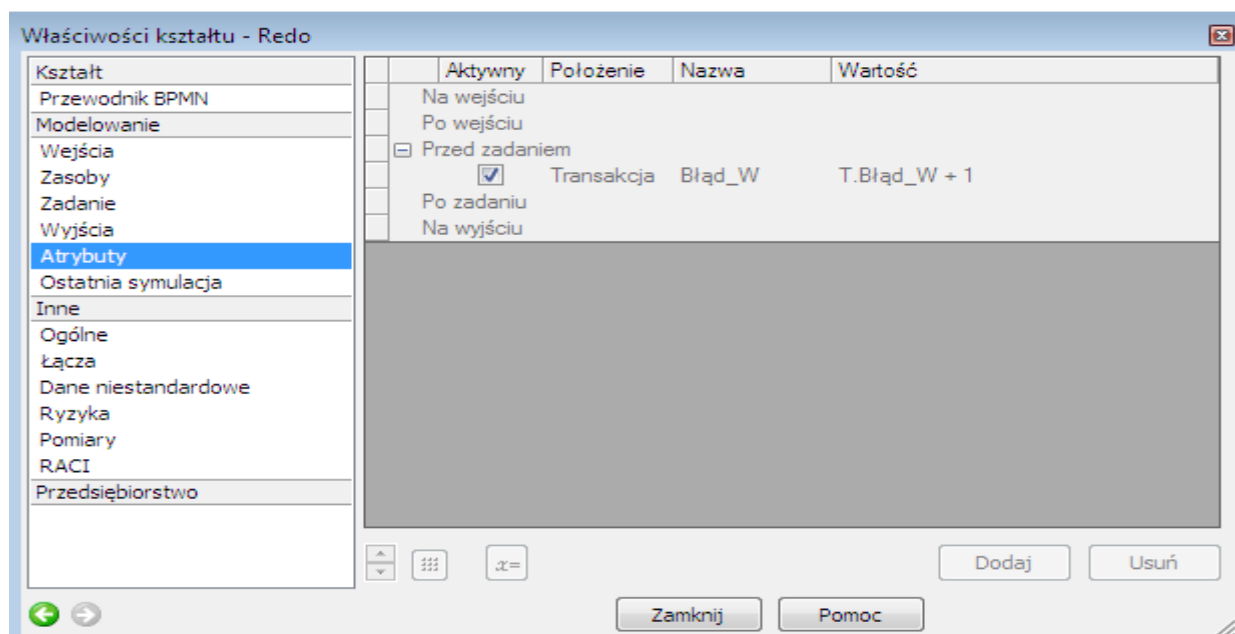 Właściwości kształtu - Redo
Kształt
Przewodnik BPMN
Modelowanie
Wejścia
Zasoby
Zadanie
Wyjścia
Atrybuty
Ostatnia symulacja
Inne
Ogólne
Łącza
Dane niestandardowe
Ryzyka
Pomiary
RACI
Przedsiębiorstwo
Aktywny Położenie Nazwa Wartość
Na wejściu
Po wejściu
Przed zadaniem
Transakcja Błąd_W T.Błąd_W + 1
Po zadaniu
Na wyjściu
x=
Dodaj Usuń
Zamknij Pomoc